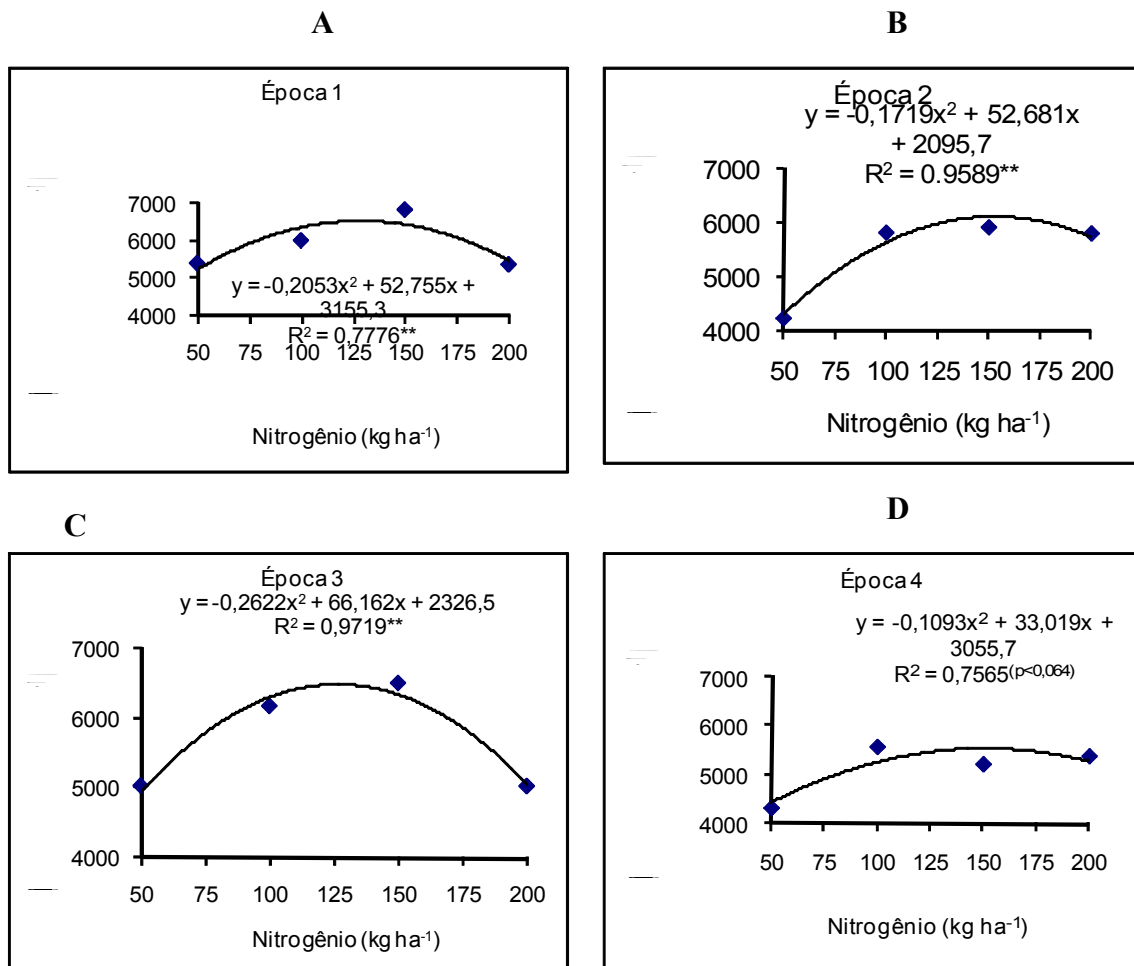 A
Época 1
7000
6000
5000
4000
y = -0,2053x² + 52,755x +
3155,3
R² = 0,7776**
50 75 100 125 150 175 200
Nitrogênio (kg ha⁻¹)
B
Época 2
y = -0,1719x² + 52,681x
+ 2095,7
R² = 0.9589**
7000
6000
5000
4000
50 75 100 125 150 175 200
Nitrogênio (kg ha⁻¹)
C
Época 3
y = -0,2622x² + 66,162x + 2326,5
R² = 0,9719**
7000
6000
5000
4000
50 75 100 125 150 175 200
Nitrogênio (kg ha⁻¹)
D
Época 4
y = -0,1093x² + 33,019x +
3055,7
R² = 0,7565(p<0,064)
7000
6000
5000
4000
50 75 100 125 150 175 200
Nitrogênio (kg ha⁻¹)